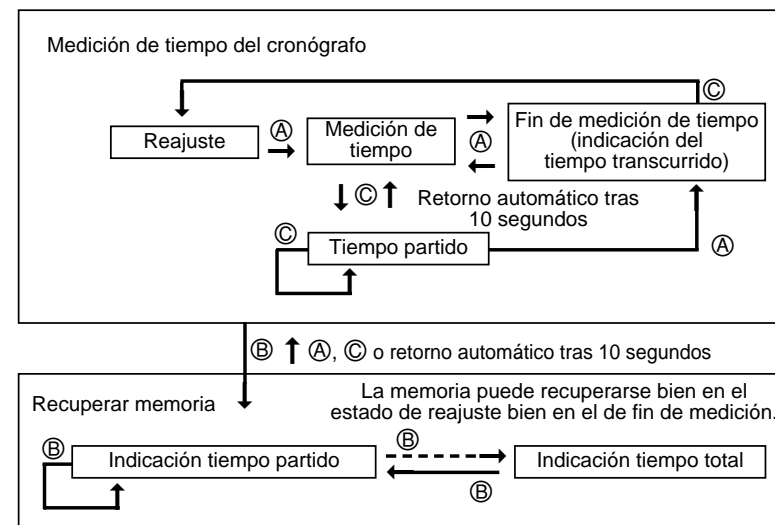 Medición de tiempo del cronógrafo
Ⓒ
Reajuste
Ⓐ
Medición de
tiempo
Ⓐ
Fin de medición de tiempo
(indicación del
tiempo transcurrido)
Ⓒ
Retorno automático tras
10 segundos
Ⓒ
Tiempo partido
Ⓐ
Ⓑ Ⓐ, Ⓒ o retorno automático tras 10 segundos
Recuperar memoria
La memoria puede recuperarse bien en el
estado de reajuste bien en el de fin de medición.
Ⓑ
Indicación tiempo partido
Ⓑ
Ⓑ
Indicación tiempo total